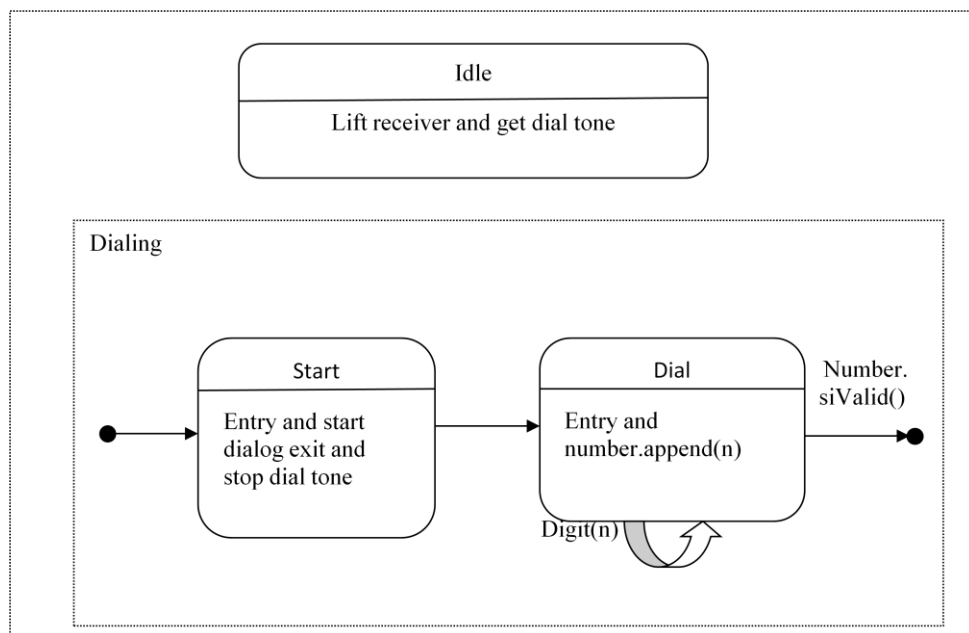 Idle
Lift receiver and get dial tone
Dialing
Start
Entry and start
dialog exit and
stop dial tone
Dial
Entry and
number.append(n)
Digit(n)
Number.
siValid()